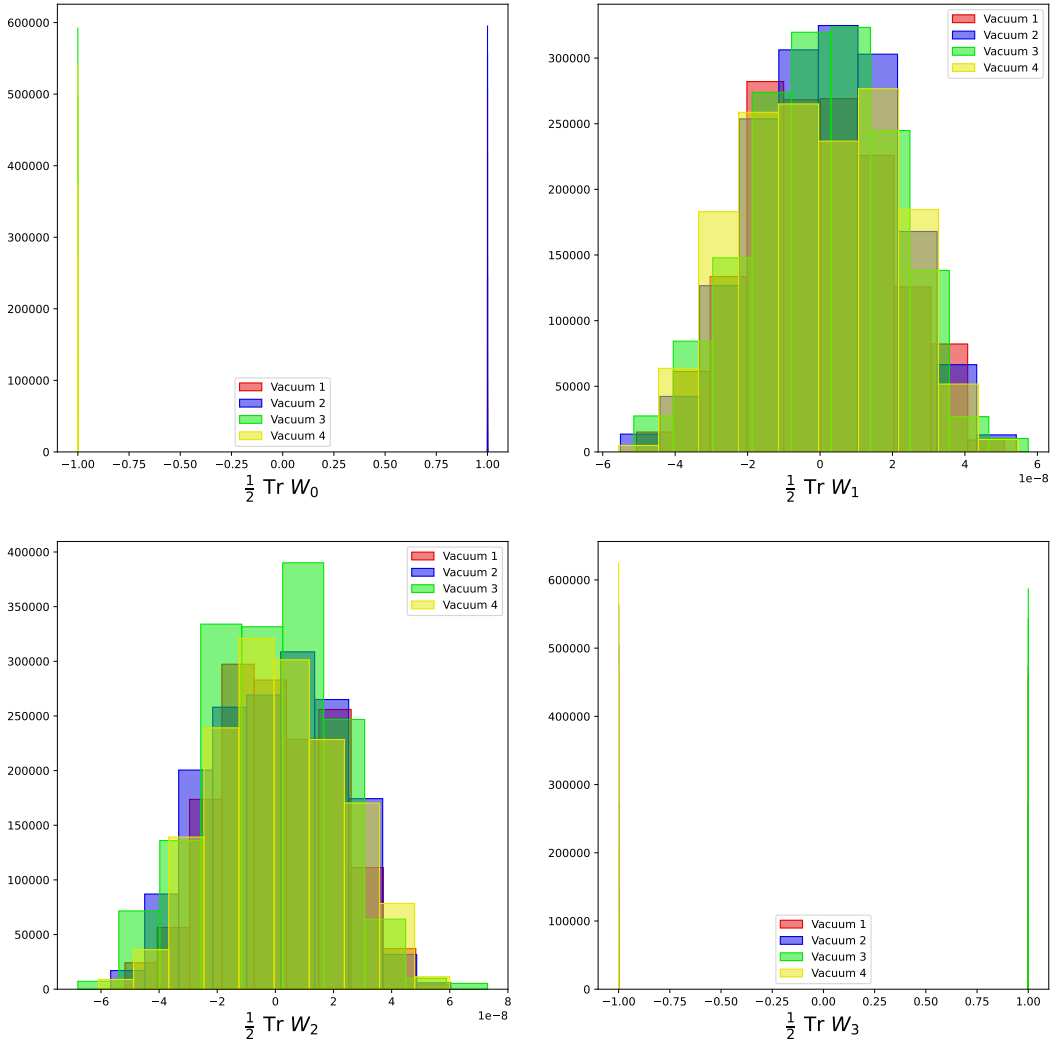 600000
500000
400000
300000
200000
100000
0
−1.00 −0.75 −0.50 −0.25 0.00 0.25 0.50 0.75 1.00
½ Tr W₀
Vacuum 1
Vacuum 2
Vacuum 3
Vacuum 4
300000
250000
200000
150000
100000
50000
0
−6 −4 −2 0 2 4 6
1e−8
½ Tr W₁
Vacuum 1
Vacuum 2
Vacuum 3
Vacuum 4
400000
350000
300000
250000
200000
150000
100000
50000
0
−6 −4 −2 0 2 4 6 8
1e−8
½ Tr W₂
Vacuum 1
Vacuum 2
Vacuum 3
Vacuum 4
600000
500000
400000
300000
200000
100000
0
−1.00 −0.75 −0.50 −0.25 0.00 0.25 0.50 0.75 1.00
½ Tr W₃
Vacuum 1
Vacuum 2
Vacuum 3
Vacuum 4